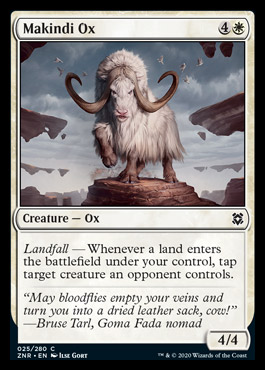 Makindi Ox 4
Creature — Ox
Landfall — Whenever a land enters
the battlefield under your control, tap
target creature an opponent controls.
"May bloodflies empty your veins and
turn you into a dried leather sack, cow!"
—Bruse Tarl, Goma Fada nomad
4/4
025/280 C
ZNR • EN Ilse Gort
™ & © 2020 Wizards of the Coast